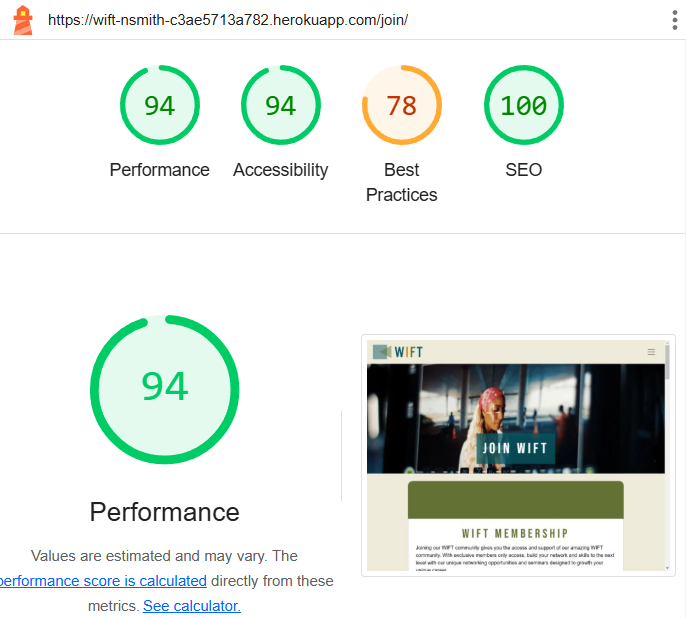 https://wift-nsmith-c3ae5713a782.herokuapp.com/join/
94
94
78
100
Performance
Accessibility
Best
Practices
SEO
94
Performance
Values are estimated and may vary. The
performance score is calculated directly from these
metrics. See calculator.
WIFT
JOIN WIFT
WIFT MEMBERSHIP
Joining our WIFT community gives you the access and support of our amazing WIFT
community. With exclusive members only access, build your network and skills to the next
level with our unique networking opportunities and seminars designed to growth your